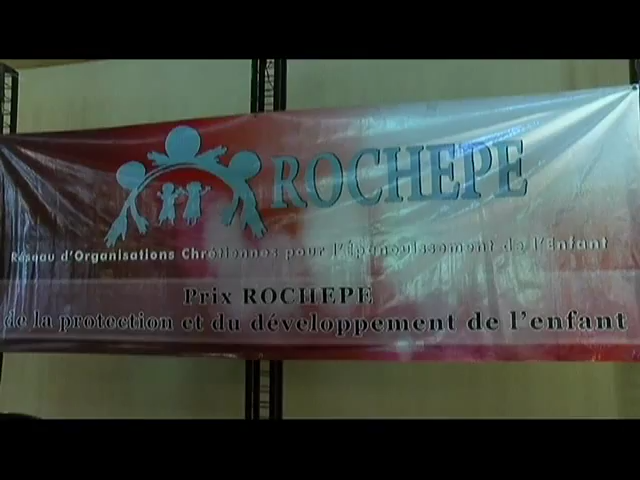 ROCHEPE
Réseau d'Organisations Chrétiennes pour l'Épanouissement de l'Enfant
Prix ROCHEPE
de la protection et du développement de l'enfant